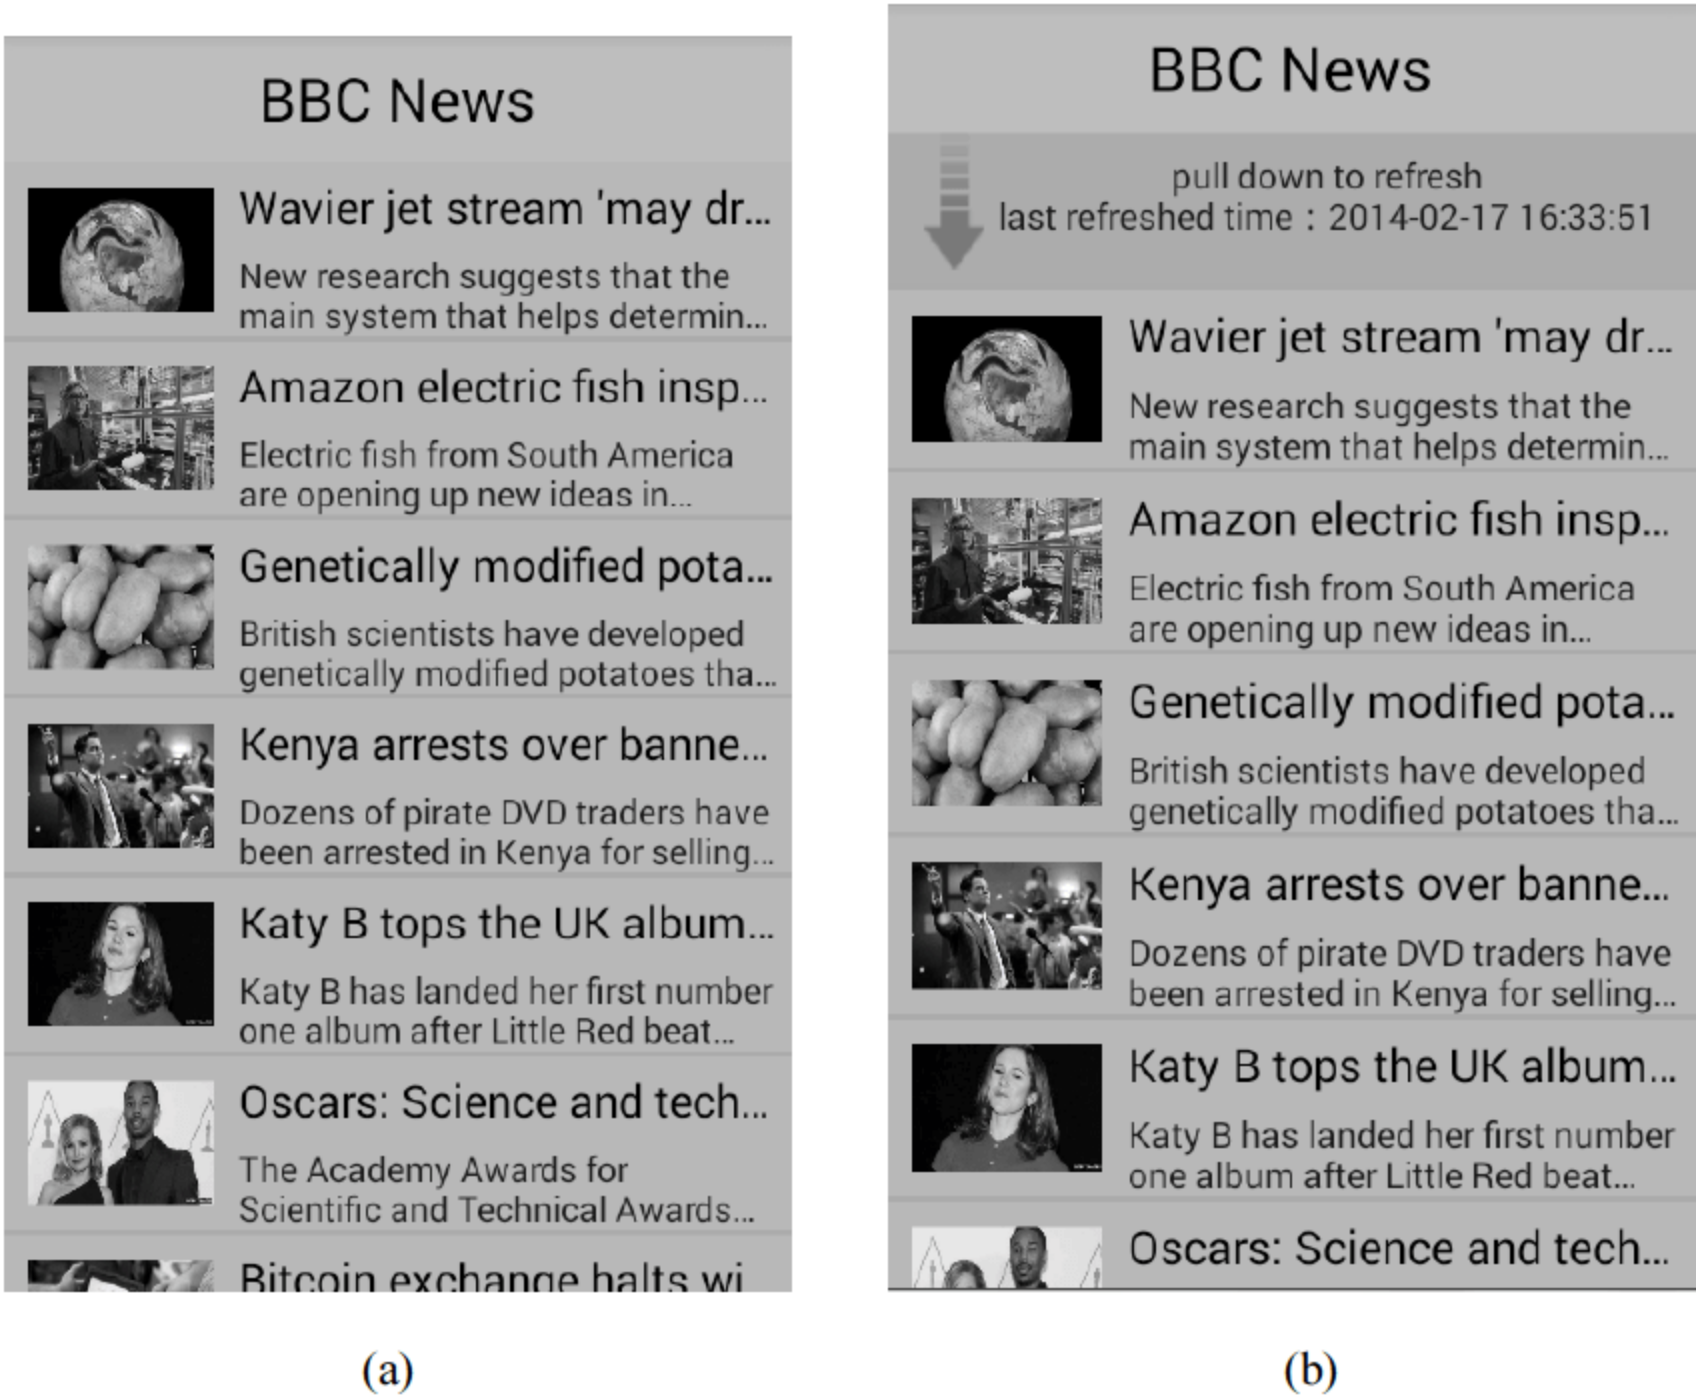 BBC News
Wavier jet stream 'may dr...
New research suggests that the
main system that helps determin...
Amazon electric fish insp...
Electric fish from South America
are opening up new ideas in...
Genetically modified pota...
British scientists have developed
genetically modified potatoes tha...
Kenya arrests over banne...
Dozens of pirate DVD traders have
been arrested in Kenya for selling...
Katy B tops the UK album...
Katy B has landed her first number
one album after Little Red beat...
Oscars: Science and tech...
The Academy Awards for
Scientific and Technical Awards...
Bitcoin exchange halts wi
(a)
BBC News
pull down to refresh
last refreshed time : 2014-02-17 16:33:51
Wavier jet stream 'may dr...
New research suggests that the
main system that helps determin...
Amazon electric fish insp...
Electric fish from South America
are opening up new ideas in...
Genetically modified pota...
British scientists have developed
genetically modified potatoes tha...
Kenya arrests over banne...
Dozens of pirate DVD traders have
been arrested in Kenya for selling...
Katy B tops the UK album...
Katy B has landed her first number
one album after Little Red beat...
Oscars: Science and tech...
(b)